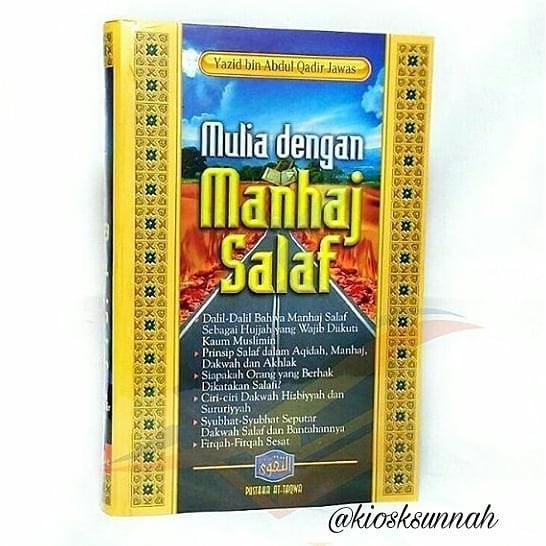 Yazid bin Abdul Qadir Jawas
Mulia dengan
Manhaj
Salaf
Dalil-Dalil Bahwa Manhaj Salaf
Sebagai Hujjah yang Wajib Diikuti
Kaum Muslimin
Prinsip Salaf dalam Aqidah, Manhaj,
Dakwah dan Akhlak
Siapakah Orang yang Berhak
Dikatakan Salafi?
Ciri-ciri Dakwah Hizbiyyah dan
Sururiyyah
Syubhat-Syubhat Seputar
Dakwah Salaf dan Bantahannya
Firqah-Firqah Sesat
التقوى
PUSTAKA AT-TAQWA
@kiosksunnah